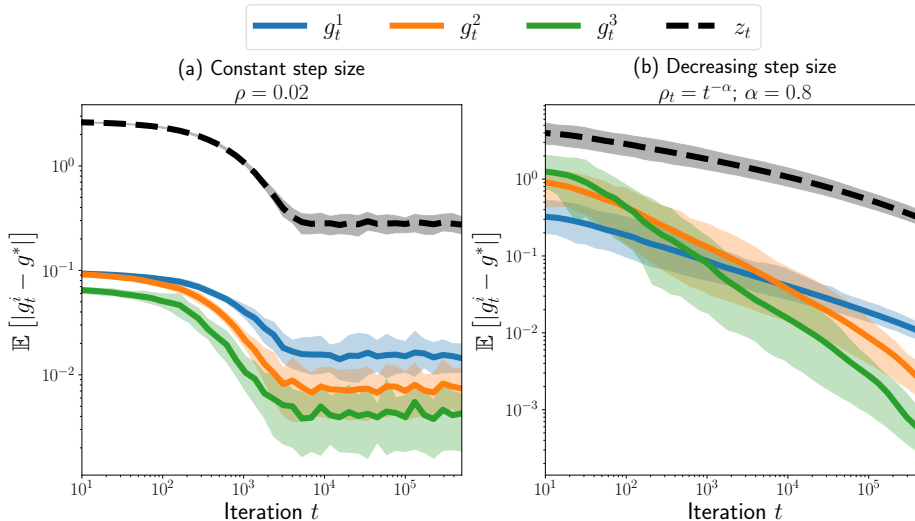 g_t^1 g_t^2 g_t^3 z_t
(a) Constant step size
ρ = 0.02
(b) Decreasing step size
ρ_t = t^{-α}; α = 0.8
𝔼 [|g_t^i − g*|]
10^0
10^{-1}
10^{-2}
10^1 10^2 10^3 10^4 10^5
Iteration t
𝔼 [|g_t^i − g*|]
10^0
10^{-1}
10^{-2}
10^{-3}
10^1 10^2 10^3 10^4 10^5
Iteration t